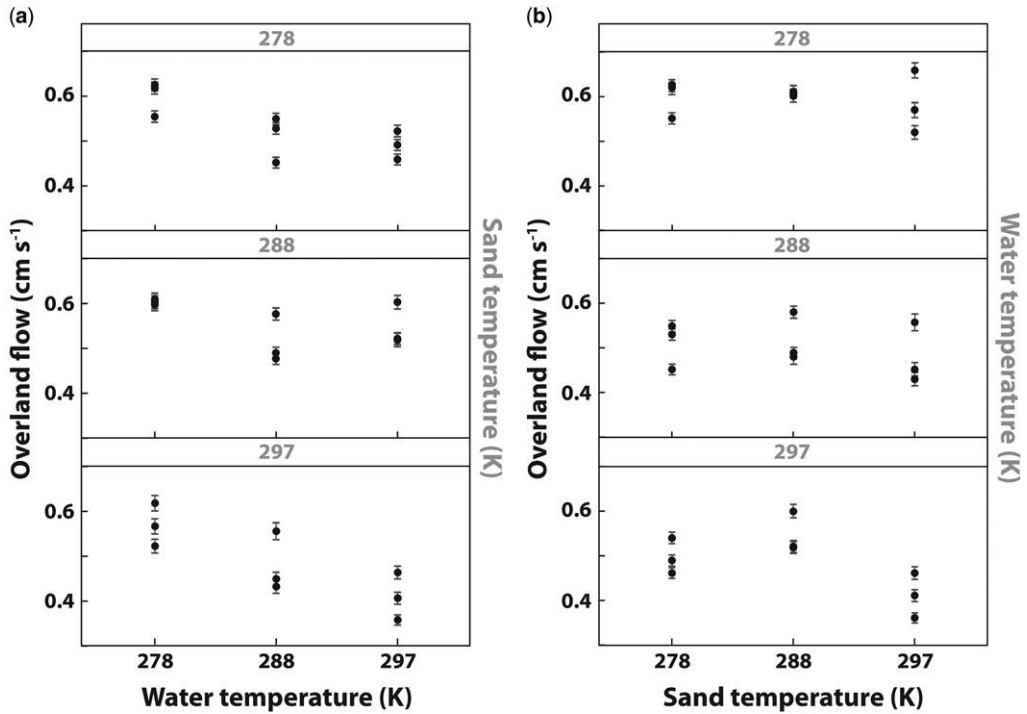 (a)
278
0.6
0.4
288
0.6
0.4
297
0.6
0.4
278 288 297
Water temperature (K)
Overland flow (cm s⁻¹)
Sand temperature (K)
(b)
278
0.6
0.4
288
0.6
0.4
297
0.6
0.4
278 288 297
Sand temperature (K)
Overland flow (cm s⁻¹)
Water temperature (K)